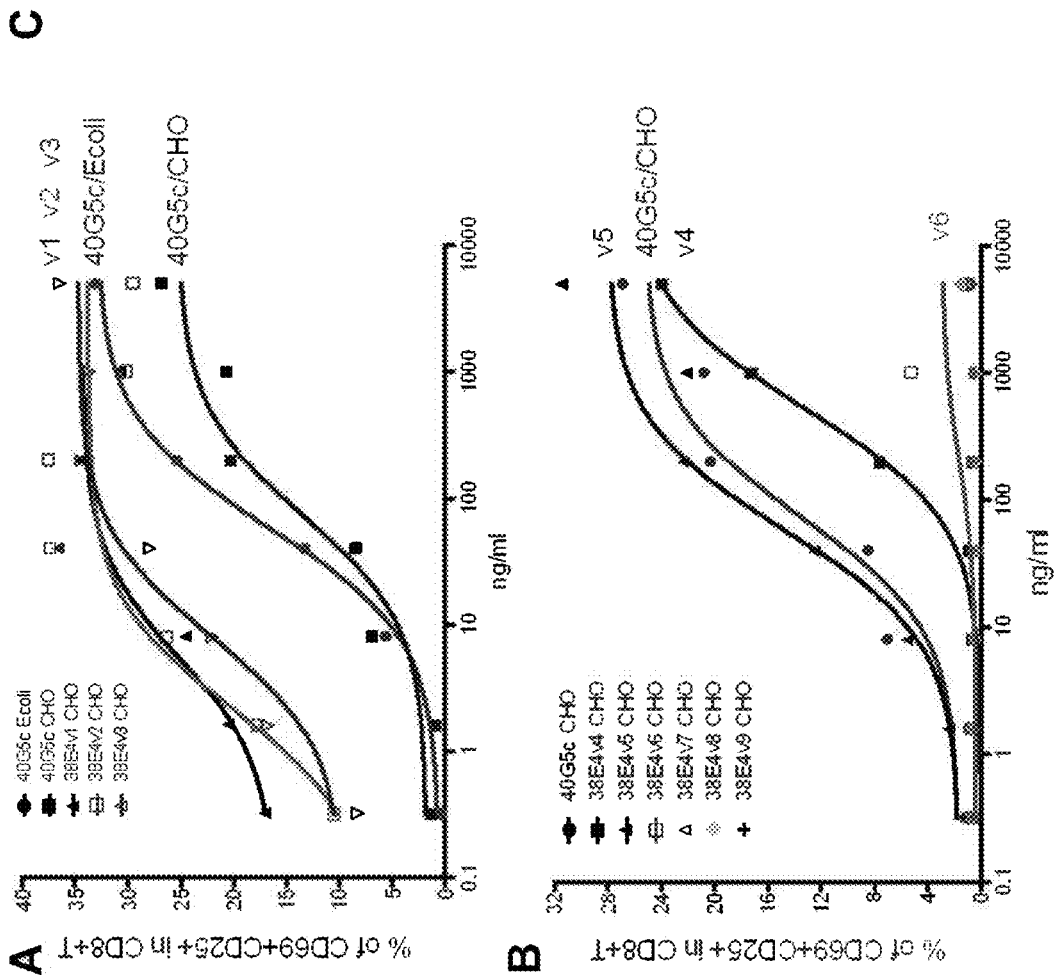 A
% of CD69+CD25+ in CD8+T
40
35
30
25
20
15
10
5
0
40G5c Ecoli
40G5c CHO
38E4v1 CHO
38E4v2 CHO
38E4v3 CHO
v1 v2 v3
40G5c/Ecoli
40G5c/CHO
0.1
1
10
100
1000
10000
ng/ml
C
B
% of CD69+CD25+ in CD8+T
32
28
24
20
16
12
8
4
0
40G5c CHO
38E4v4 CHO
38E4v5 CHO
38E4v6 CHO
38E4v7 CHO
38E4v8 CHO
38E4v9 CHO
v5
40G5c/CHO
v4
v6
0.1
1
10
100
1000
10000
ng/ml